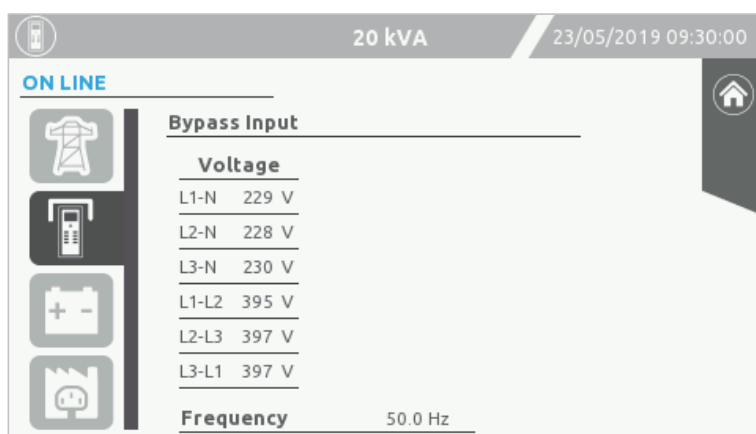 20 kVA 23/05/2019 09:30:00
ON LINE
Bypass Input
Voltage
L1-N 229 V
L2-N 228 V
L3-N 230 V
L1-L2 395 V
L2-L3 397 V
L3-L1 397 V
Frequency 50.0 Hz